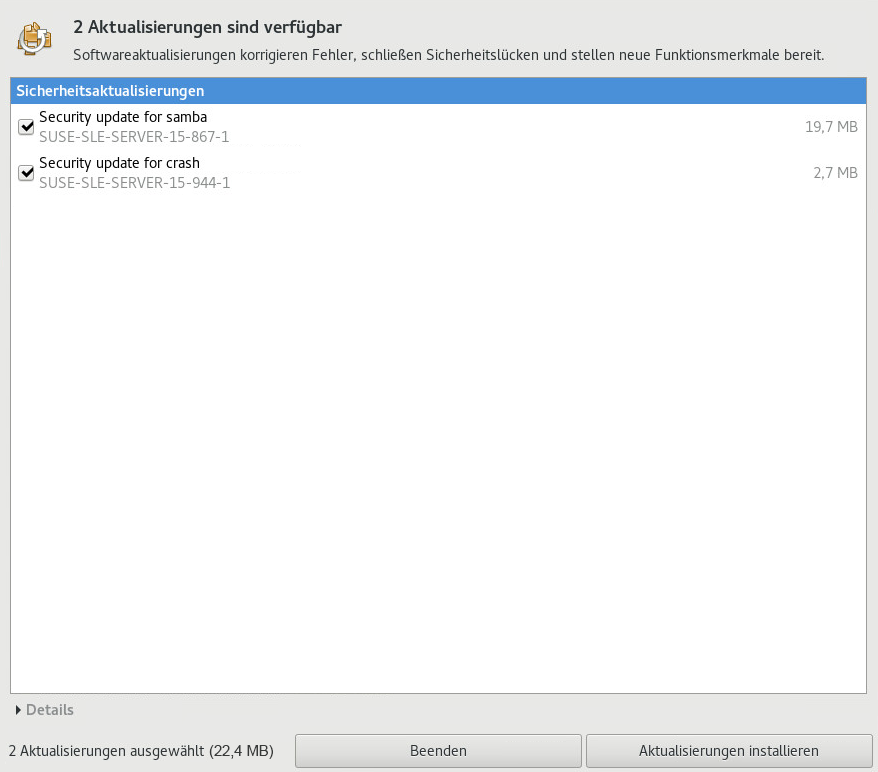 2 Aktualisierungen sind verfügbar
Softwareaktualisierungen korrigieren Fehler, schließen Sicherheitslücken und stellen neue Funktionsmerkmale bereit.
Sicherheitsaktualisierungen
Security update for samba
SUSE-SLE-SERVER-15-867-1
19,7 MB
Security update for crash
SUSE-SLE-SERVER-15-944-1
2,7 MB
Details
2 Aktualisierungen ausgewählt (22,4 MB)
Beenden
Aktualisierungen installieren